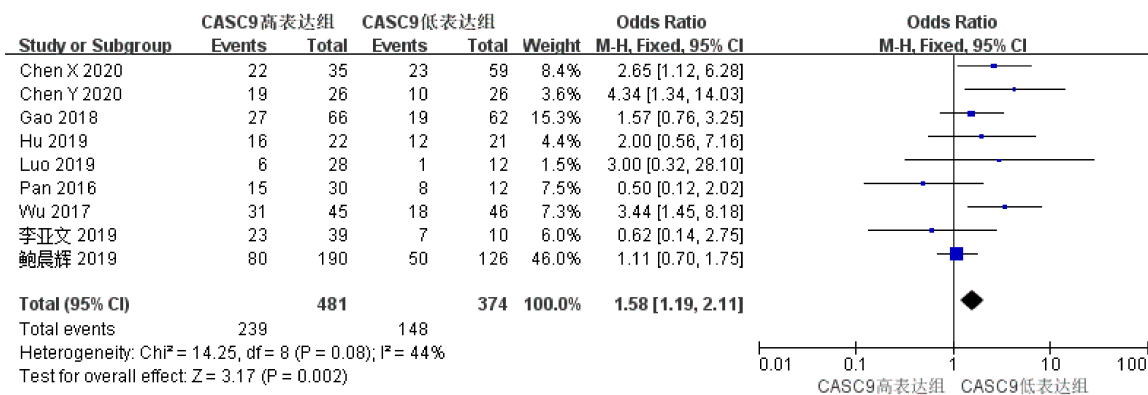 CASC9高表达组 CASC9低表达组 Odds Ratio Odds Ratio
Study or Subgroup Events Total Events Total Weight M-H, Fixed, 95% CI M-H, Fixed, 95% CI
Chen X 2020 22 35 23 59 8.4% 2.65 [1.12, 6.28]
Chen Y 2020 19 26 10 26 3.6% 4.34 [1.34, 14.03]
Gao 2018 27 66 19 62 15.3% 1.57 [0.76, 3.25]
Hu 2019 16 22 12 21 4.4% 2.00 [0.56, 7.16]
Luo 2019 6 28 1 12 1.5% 3.00 [0.32, 28.10]
Pan 2016 15 30 8 12 7.5% 0.50 [0.12, 2.02]
Wu 2017 31 45 18 46 7.3% 3.44 [1.45, 8.18]
李亚文 2019 23 39 7 10 6.0% 0.62 [0.14, 2.75]
鲍晨辉 2019 80 190 50 126 46.0% 1.11 [0.70, 1.75]
Total (95% CI) 481 374 100.0% 1.58 [1.19, 2.11]
Total events 239 148
Heterogeneity: Chi² = 14.25, df = 8 (P = 0.08); I² = 44%
Test for overall effect: Z = 3.17 (P = 0.002)
0.01 0.1 1 10 100
CASC9高表达组 CASC9低表达组